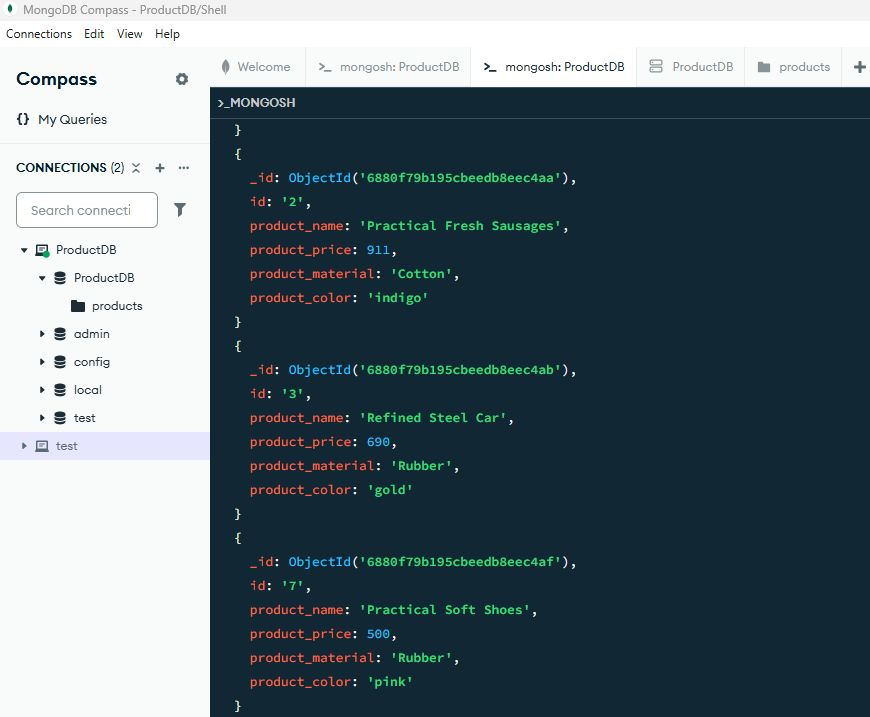 MongoDB Compass - ProductDB/Shell
Connections Edit View Help
Compass
{} My Queries
CONNECTIONS (2)
Search connecti
ProductDB
ProductDB
products
admin
config
local
test
test
Welcome
>_ mongosh: ProductDB
>_ mongosh: ProductDB
ProductDB
products
>_MONGOSH
}
{
_id: ObjectId('6880f79b195cbeedb8eec4aa'),
id: '2',
product_name: 'Practical Fresh Sausages',
product_price: 911,
product_material: 'Cotton',
product_color: 'indigo'
}
{
_id: ObjectId('6880f79b195cbeedb8eec4ab'),
id: '3',
product_name: 'Refined Steel Car',
product_price: 690,
product_material: 'Rubber',
product_color: 'gold'
}
{
_id: ObjectId('6880f79b195cbeedb8eec4af'),
id: '7',
product_name: 'Practical Soft Shoes',
product_price: 500,
product_material: 'Rubber',
product_color: 'pink'
}